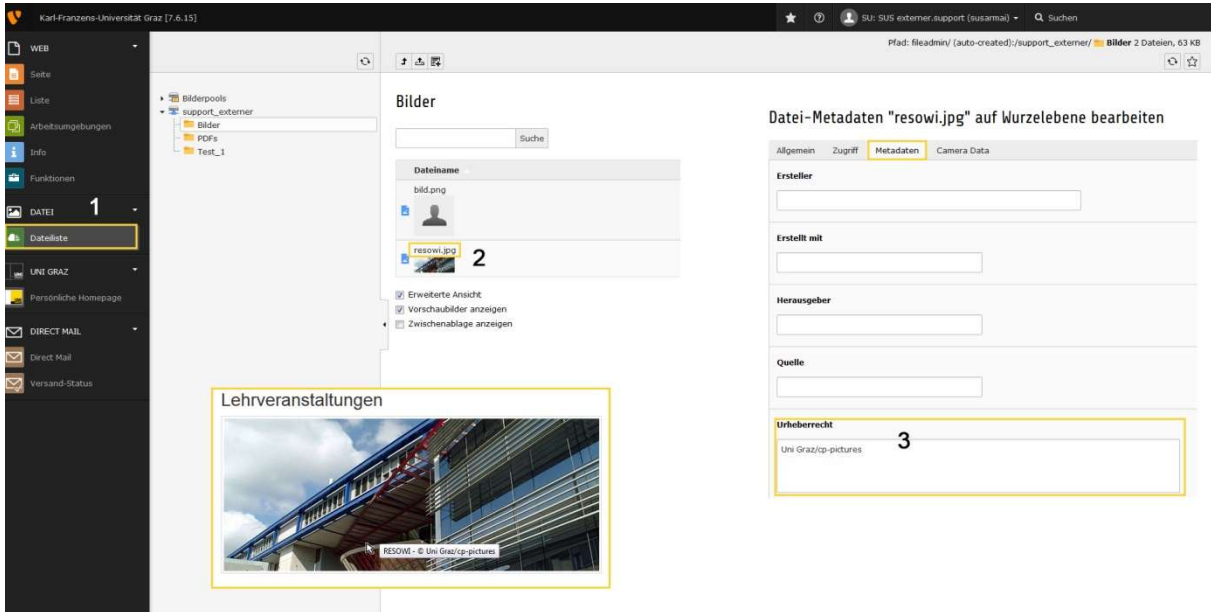 Karl-Franzens-Universität Graz [7.6.15]
SU: SUS externer.support (susarmai)
Suchen
WEB
Seite
Liste
Arbeitsumgebungen
Info
Funktionen
DATEI
1
Dateiliste
UNI GRAZ
Persönliche Homepage
DIRECT MAIL
Direct Mail
Versand-Status
Bilderpools
support_externer
Bilder
PDFs
Test_1
Pfad: fileadmin/ (auto-created):/support_externer/ Bilder 2 Dateien, 63 KB
Bilder
Suche
Dateiname
bild.png
resowi.jpg
2
Erweiterte Ansicht
Vorschaubilder anzeigen
Zwischenablage anzeigen
Lehrveranstaltungen
RESOWI - © Uni Graz/cp-pictures
Datei-Metadaten "resowi.jpg" auf Wurzelebene bearbeiten
Allgemein Zugriff Metadaten Camera Data
Ersteller
Erstellt mit
Herausgeber
Quelle
Urheberrecht
Uni Graz/cp-pictures
3